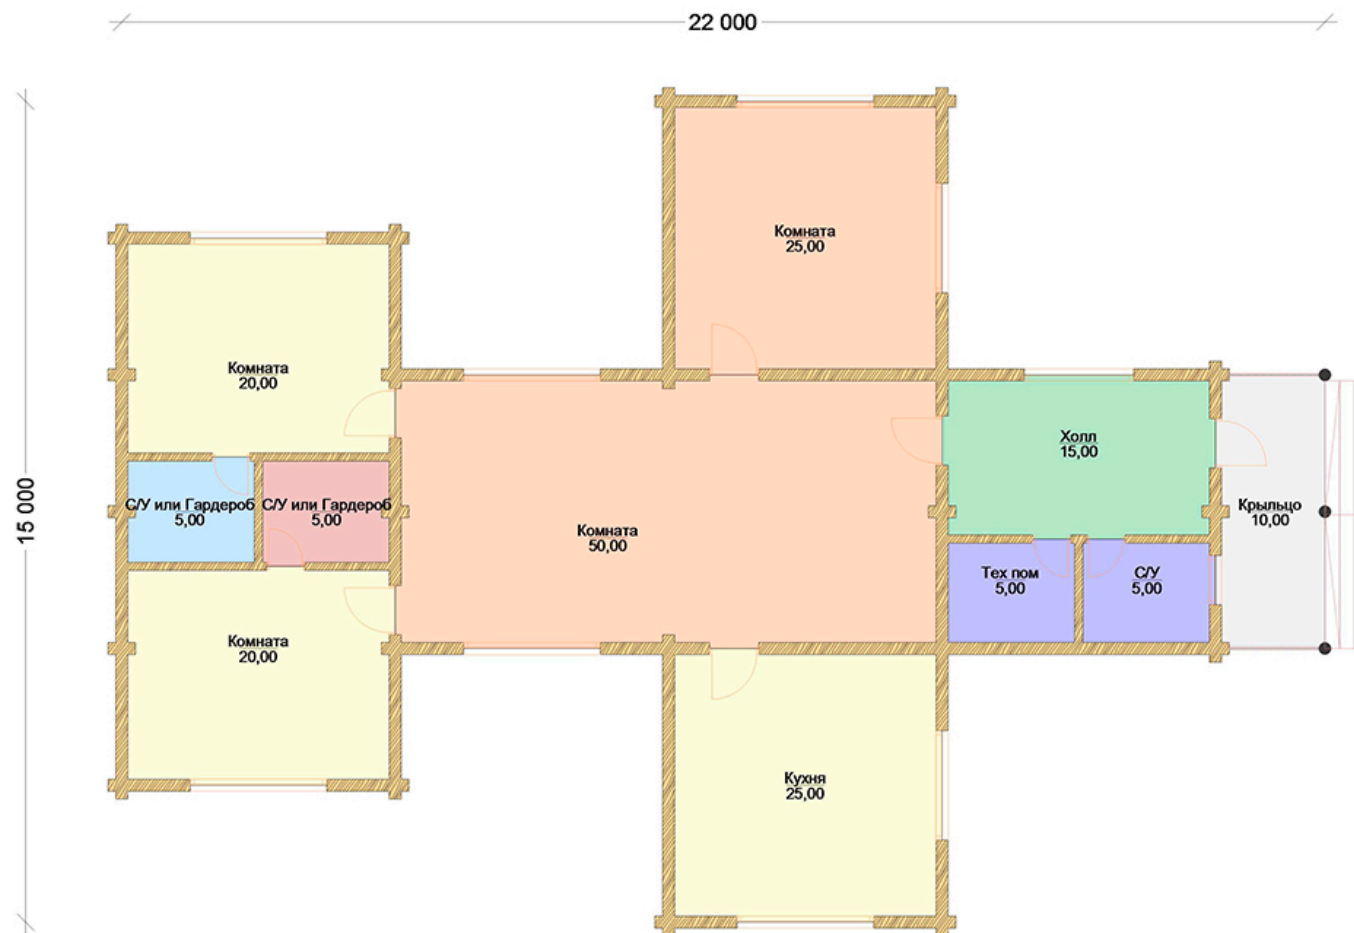 22 000
15 000
Комната
25,00
Комната
20,00
Холл
15,00
С/У или Гардероб
5,00
С/У или Гардероб
5,00
Крыльцо
10,00
Комната
50,00
Тех пом
5,00
С/У
5,00
Комната
20,00
Кухня
25,00